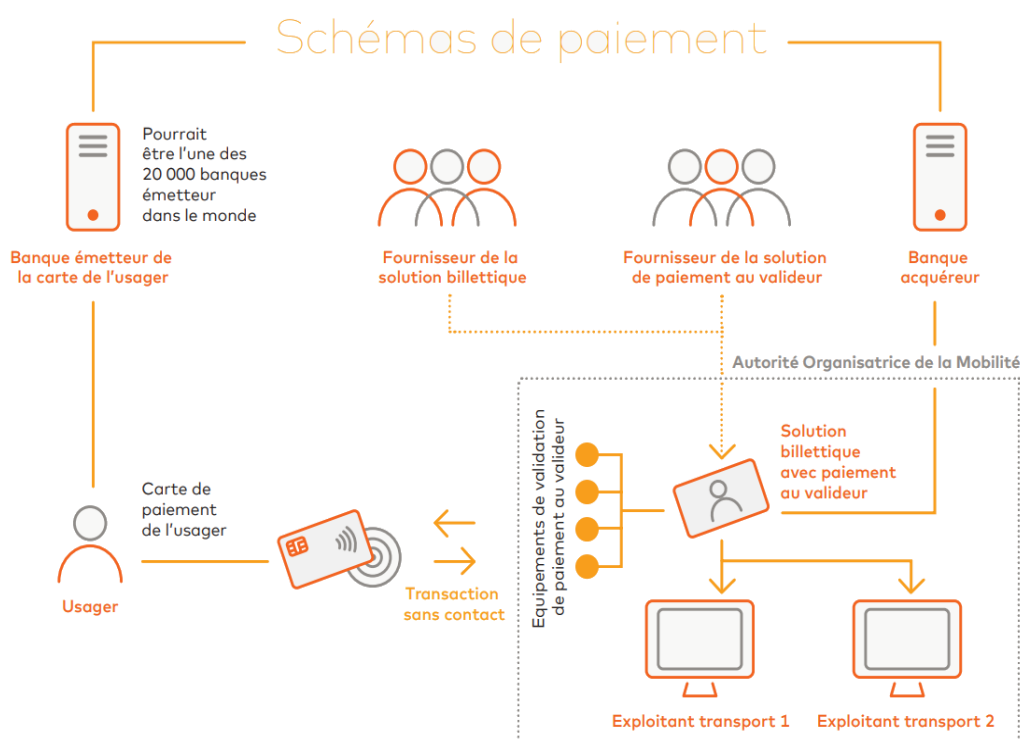 Schémas de paiement
Pourrait
être l'une des
20 000 banques
émetteur
dans le monde
Banque émetteur de
la carte de l'usager
Fournisseur de la
solution billettique
Fournisseur de la solution
de paiement au valideur
Banque
acquéreur
Autorité Organisatrice de la Mobilité
Equipements de validation
de paiement au valideur
Solution
billettique
avec paiement
au valideur
Carte de
paiement
de l'usager
Usager
Transaction
sans contact
Exploitant transport 1
Exploitant transport 2